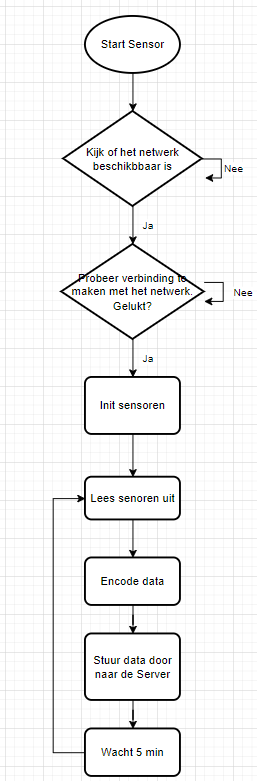 Start Sensor
Kijk of het netwerk
beschikbbaar is
Nee
Ja
Probeer verbinding te
maken met het netwerk.
Gelukt?
Nee
Ja
Init sensoren
Lees senoren uit
Encode data
Stuur data door
naar de Server
Wacht 5 min